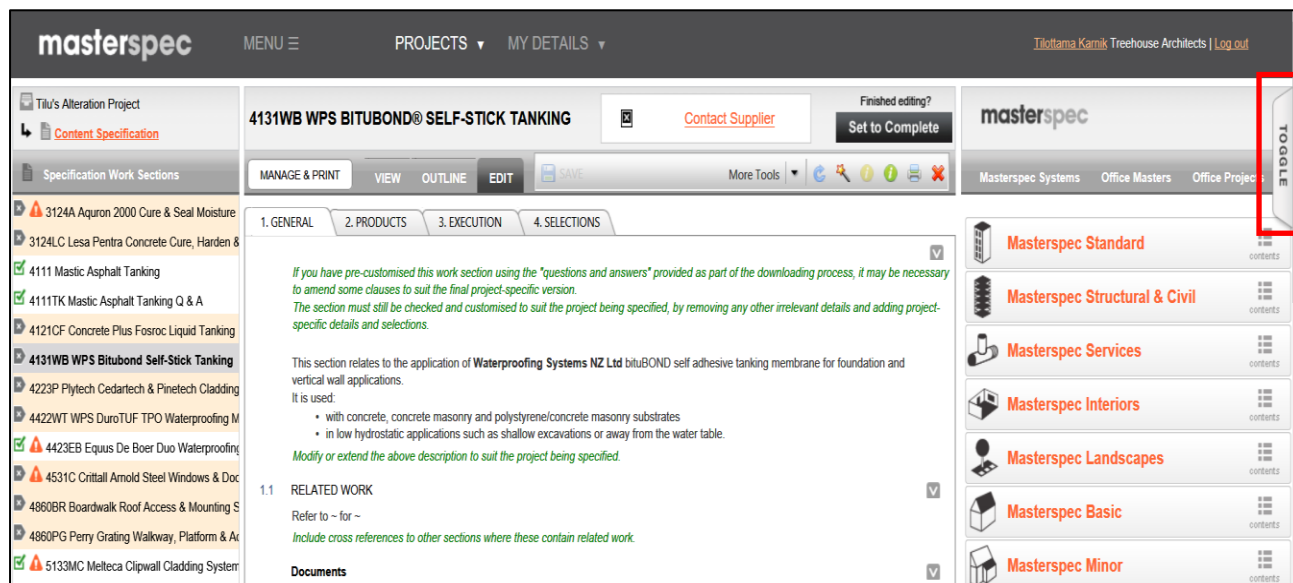 masterspec
MENU ☰
PROJECTS ▼
MY DETAILS ▼
Tilottama Karnik Treehouse Architects | Log out
Tilu's Alteration Project
Content Specification
Specification Work Sections
3124A Aquron 2000 Cure & Seal Moisture
3124LC Lesa Pentra Concrete Cure, Harden &
4111 Mastic Asphalt Tanking
4111TK Mastic Asphalt Tanking Q & A
4121CF Concrete Plus Fosroc Liquid Tanking
4131WB WPS Bitubond Self-Stick Tanking
4223P Plytech Cedartech & Pinetech Cladding
4422WT WPS DuroTUF TPO Waterproofing M
4423EB Equus De Boer Duo Waterproofing
4531C Crittall Arnold Steel Windows & Doo
4860BR Boardwalk Roof Access & Mounting S
4860PG Perry Grating Walkway, Platform & Ac
5133MC Melteca Clipwall Cladding System
4131WB WPS BITUBOND® SELF-STICK TANKING
Contact Supplier
Finished editing?
Set to Complete
MANAGE & PRINT
VIEW
OUTLINE
EDIT
SAVE
More Tools
1. GENERAL
2. PRODUCTS
3. EXECUTION
4. SELECTIONS
If you have pre-customised this work section using the "questions and answers" provided as part of the downloading process, it may be necessary
to amend some clauses to suit the final project-specific version.
The section must still be checked and customised to suit the project being specified, by removing any other irrelevant details and adding project-
specific details and selections.
This section relates to the application of Waterproofing Systems NZ Ltd bituBOND self adhesive tanking membrane for foundation and
vertical wall applications.
It is used:
• with concrete, concrete masonry and polystyrene/concrete masonry substrates
• in low hydrostatic applications such as shallow excavations or away from the water table.
Modify or extend the above description to suit the project being specified.
1.1 RELATED WORK
Refer to ~ for ~
Include cross references to other sections where these contain related work.
Documents
masterspec
TOGGLE
Masterspec Systems
Office Masters
Office Projects
Masterspec Standard
contents
Masterspec Structural & Civil
contents
Masterspec Services
contents
Masterspec Interiors
contents
Masterspec Landscapes
contents
Masterspec Basic
contents
Masterspec Minor
contents